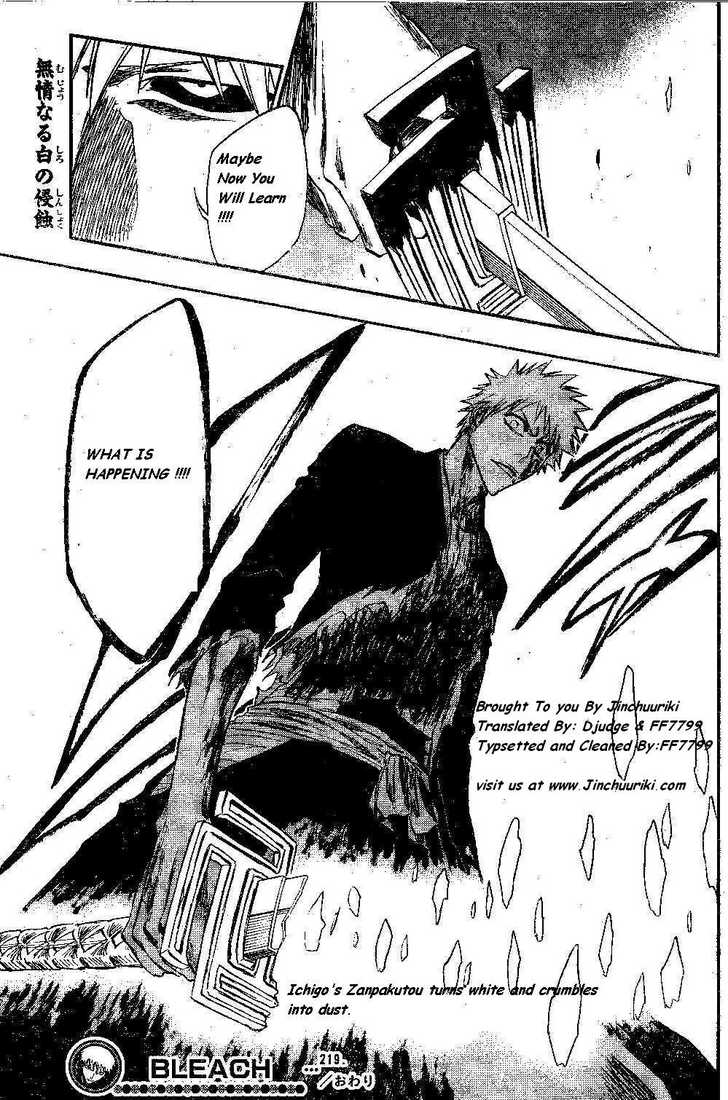 無情なる白の侵蝕
むじょう
しろ
しんしょく
Maybe
Now You
Will Learn
!!!!
WHAT IS
HAPPENING !!!!
Brought To you By Jinchuuriki
Translated By: Djudge & FF7799
Typsetted and Cleaned By:FF7799
visit us at www.Jinchuuriki.com
Ichigo's Zanpakutou turns white and crumbles
into dust.
BLEACH ...219.../おわり